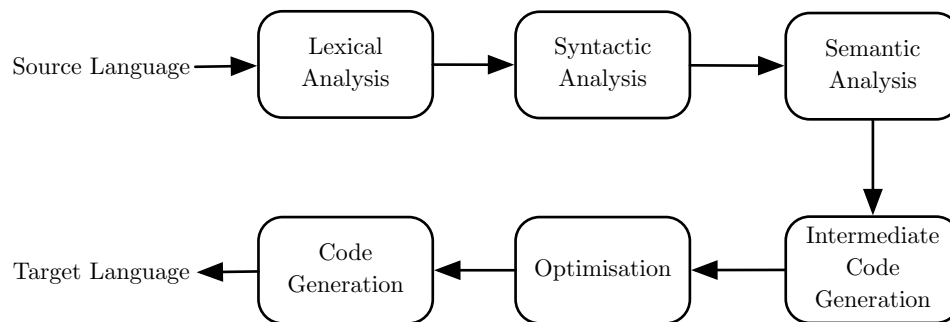 Source Language
Lexical
Analysis
Syntactic
Analysis
Semantic
Analysis
Intermediate
Code
Generation
Optimisation
Code
Generation
Target Language